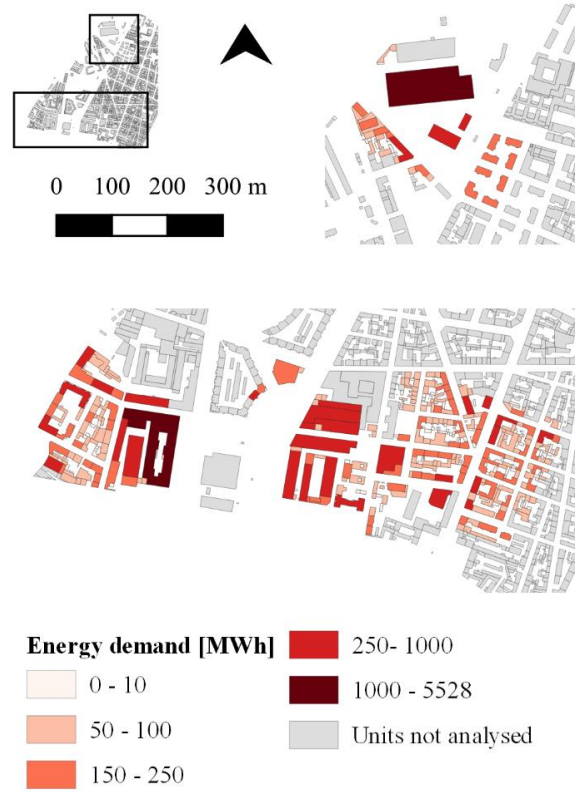 0 100 200 300 m
Energy demand [MWh]
0 - 10
50 - 100
150 - 250
250- 1000
1000 - 5528
Units not analysed